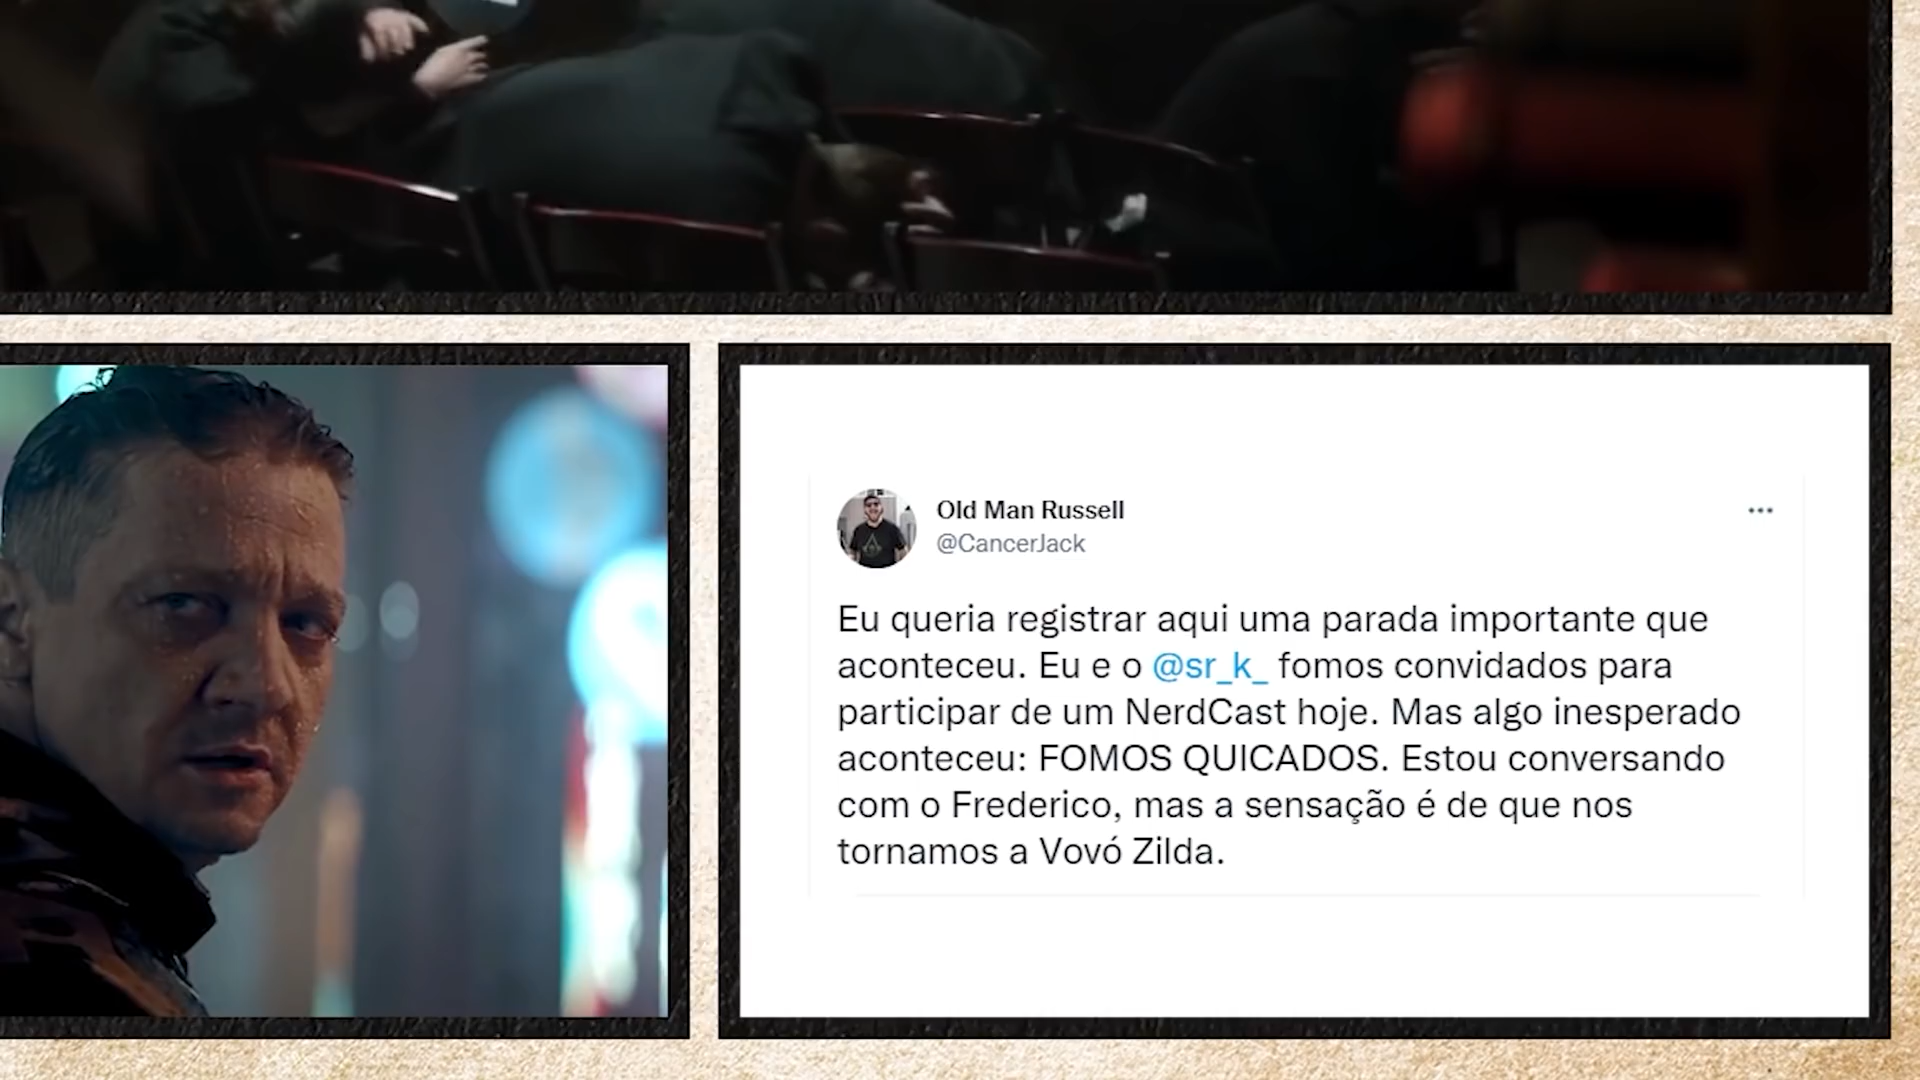 Old Man Russell
@CancerJack
Eu queria registrar aqui uma parada importante que
aconteceu. Eu e o @sr_k_ fomos convidados para
participar de um NerdCast hoje. Mas algo inesperado
aconteceu: FOMOS QUICADOS. Estou conversando
com o Frederico, mas a sensação é de que nos
tornamos a Vovó Zilda.